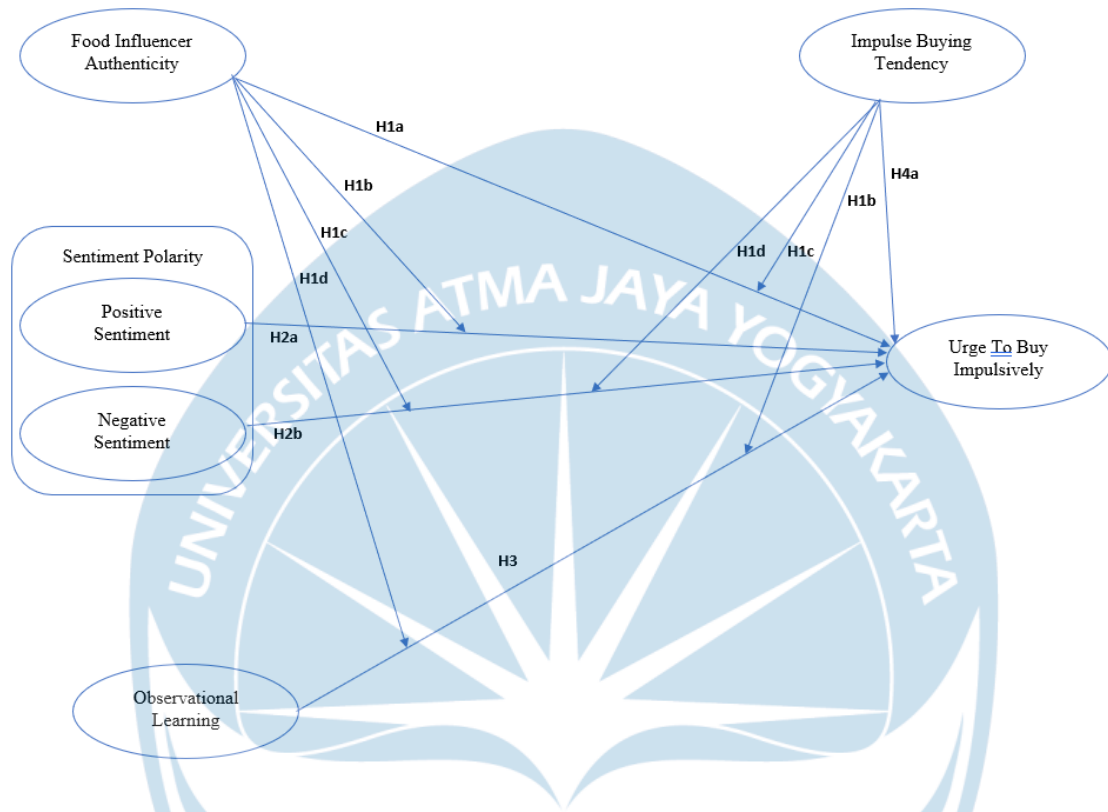 Food Influencer
Authenticity
Impulse Buying
Tendency
H1a
H1b
H1c
H1d
H4a
H1b
H1c
H1d
Sentiment Polarity
Positive
Sentiment
Negative
Sentiment
H2a
H2b
Urge To Buy
Impulsively
H3
Observational
Learning
UNIVERSITAS ATMA JAYA YOGYAKARTA